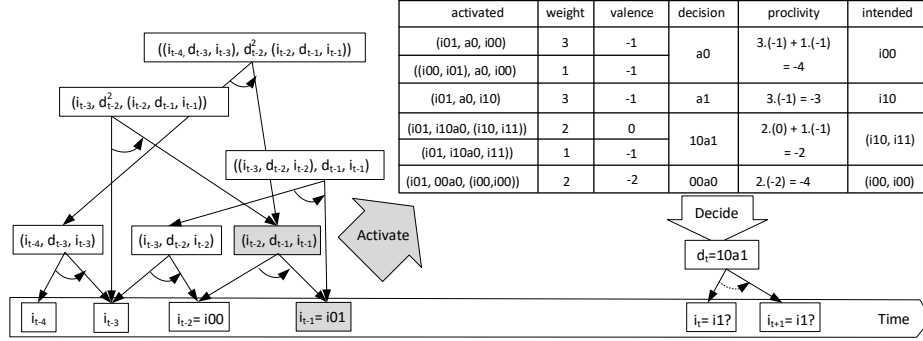 ((i_{t-4}, d_{t-3}, i_{t-3}), d²_{t-2}, (i_{t-2}, d_{t-1}, i_{t-1}))
(i_{t-3}, d²_{t-2}, (i_{t-2}, d_{t-1}, i_{t-1}))
((i_{t-3}, d_{t-2}, i_{t-2}), d_{t-1}, i_{t-1})
(i_{t-4}, d_{t-3}, i_{t-3})
(i_{t-3}, d_{t-2}, i_{t-2})
(i_{t-2}, d_{t-1}, i_{t-1})
Activate
activated weight valence decision proclivity intended
(i01, a0, i00) 3 -1 a0 3.(-1) + 1.(-1) i00
((i00, i01), a0, i00) 1 -1 = -4
(i01, a0, i10) 3 -1 a1 3.(-1) = -3 i10
(i01, i10a0, (i10, i11)) 2 0 10a1 2.(0) + 1.(-1) (i10, i11)
(i01, i10a0, i11)) 1 -1 = -2
(i01, 00a0, (i00,i00)) 2 -2 00a0 2.(-2) = -4 (i00, i00)
Decide
d_t=10a1
i_{t-4}
i_{t-3}
i_{t-2}= i00
i_{t-1}= i01
i_t= i1?
i_{t+1}= i1?
Time